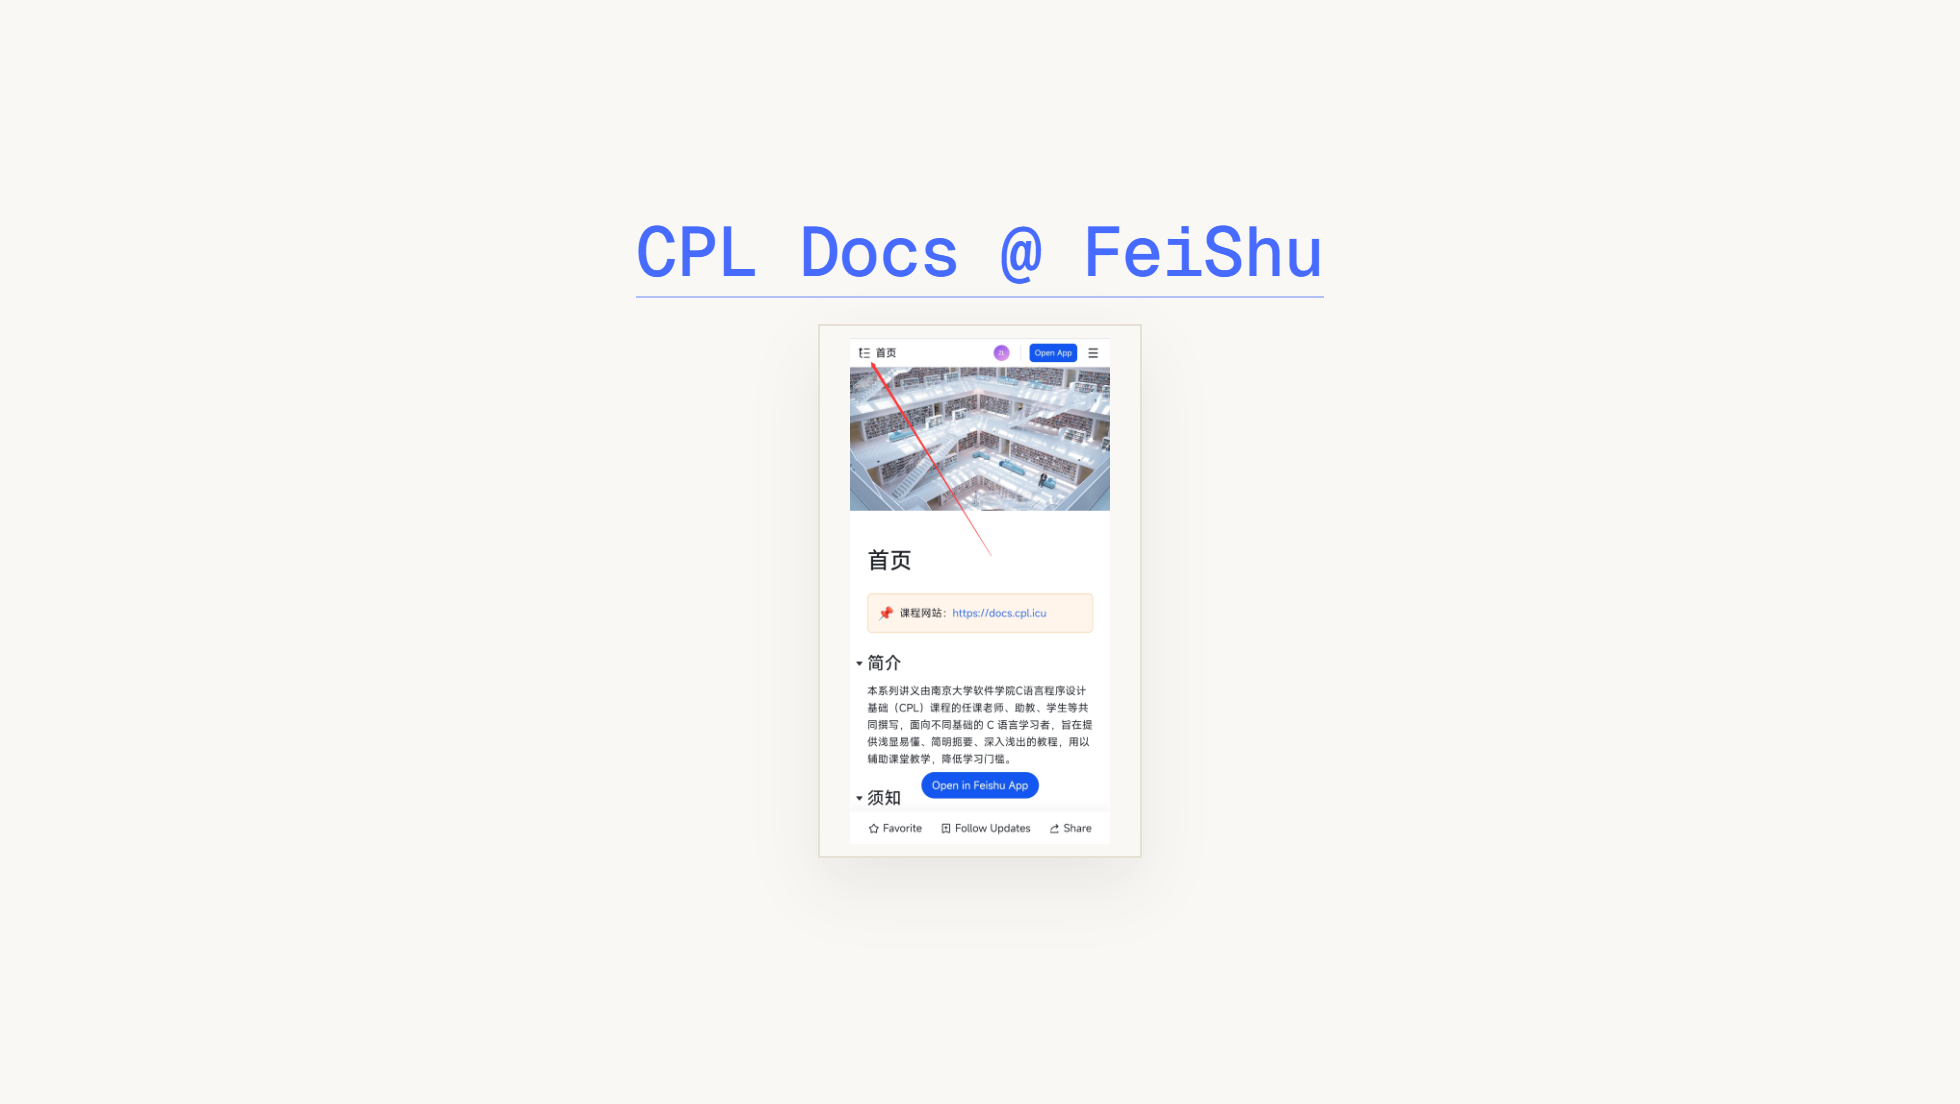 CPL Docs @ FeiShu
首页
ZL
Open App
首页
课程网站：https://docs.cpl.icu
简介
本系列讲义由南京大学软件学院C语言程序设计
基础（CPL）课程的任课老师、助教、学生等共
同撰写，面向不同基础的 C 语言学习者，旨在提
供浅显易懂、简明扼要、深入浅出的教程，用以
辅助课堂教学，降低学习门槛。
Open in Feishu App
须知
Favorite
Follow Updates
Share